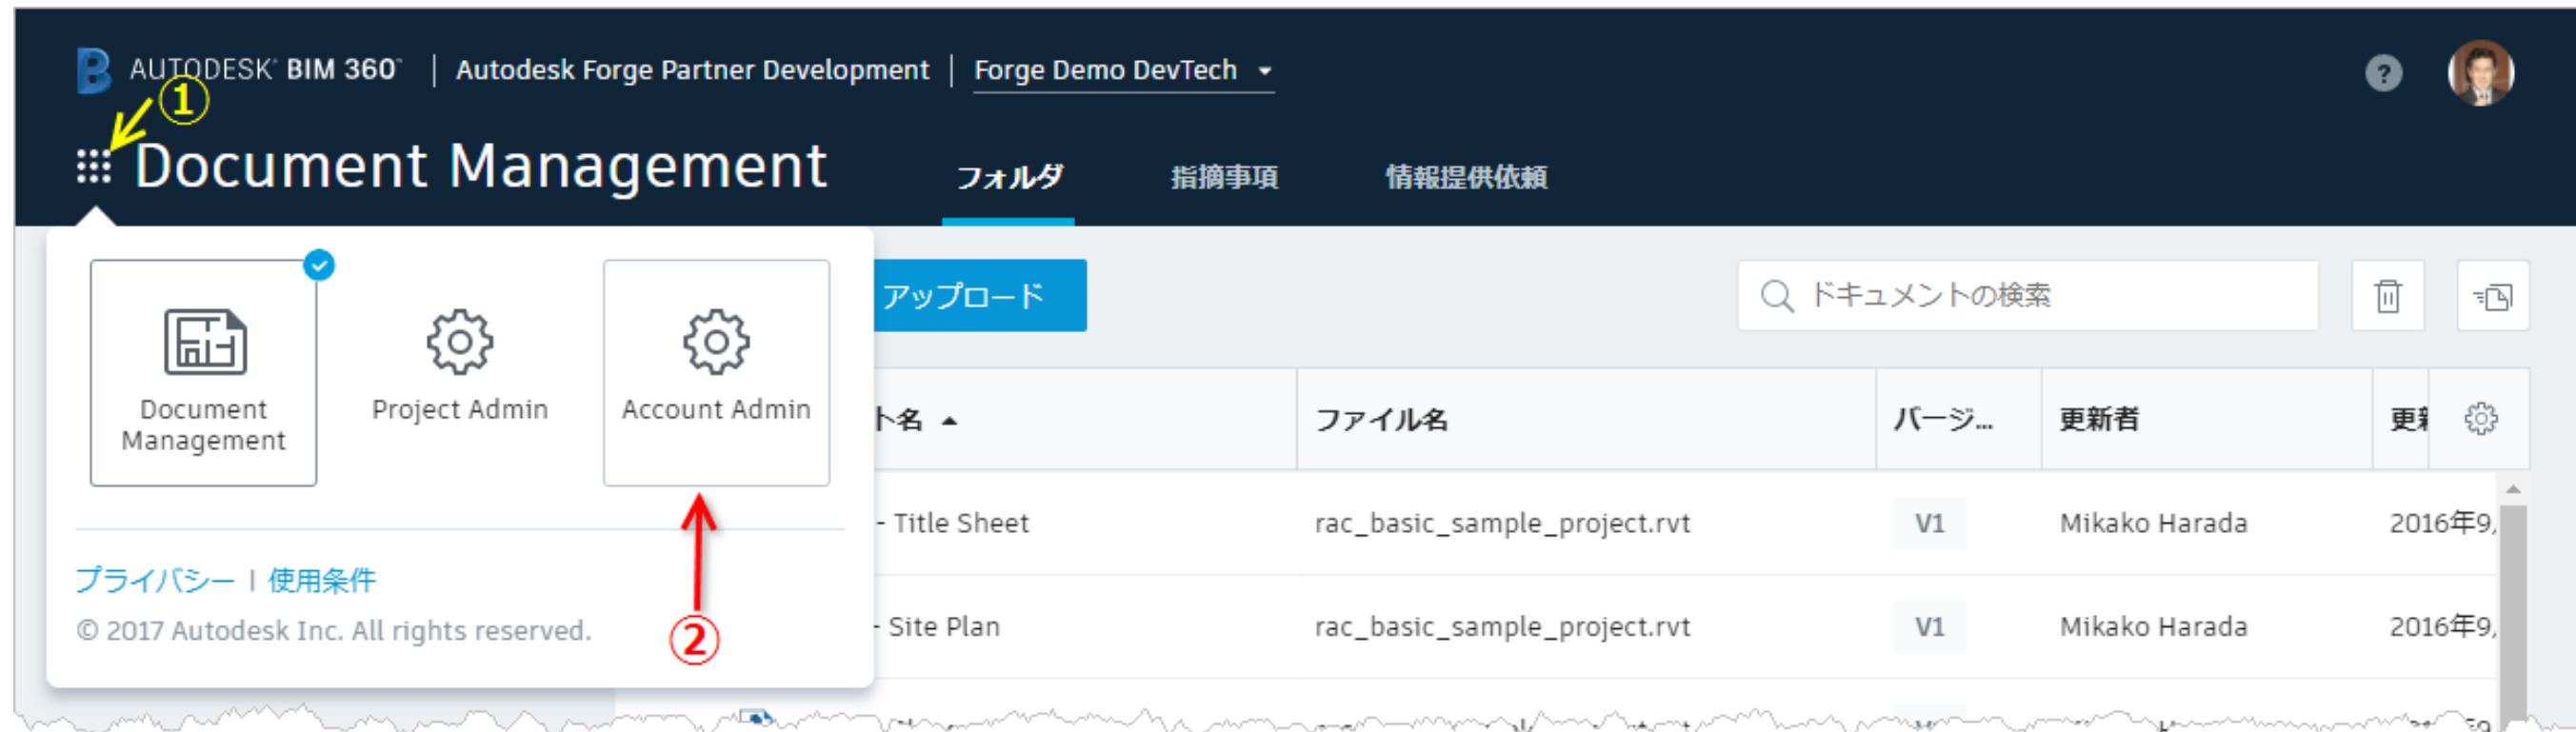 AUTODESK BIM 360 | Autodesk Forge Partner Development | Forge Demo DevTech
①
Document Management フォルダ 指摘事項 情報提供依頼
アップロード ドキュメントの検索
Document Management
Project Admin
Account Admin
ト名 ファイル名 バージ... 更新者
- Title Sheet rac_basic_sample_project.rvt V1 Mikako Harada 2016年9
プライバシー | 使用条件
© 2017 Autodesk Inc. All rights reserved.
②
- Site Plan rac_basic_sample_project.rvt V1 Mikako Harada 2016年9